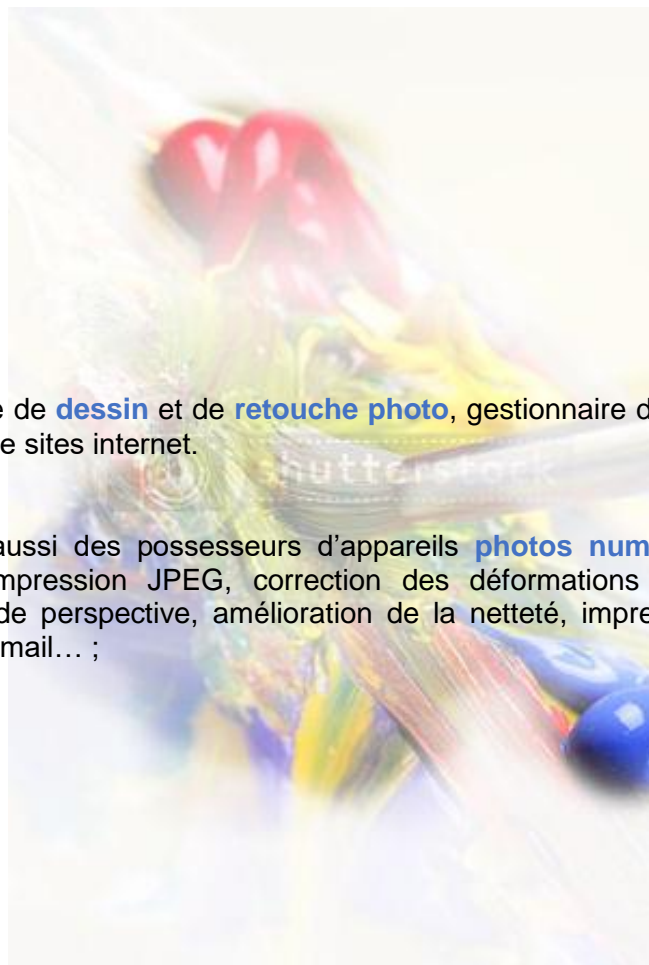 de dessin et de retouche photo, gestionnaire d
e sites internet.
shutterstock
aussi des possesseurs d’appareils photos num
mpression JPEG, correction des déformations
de perspective, amélioration de la netteté, impre
mail… ;